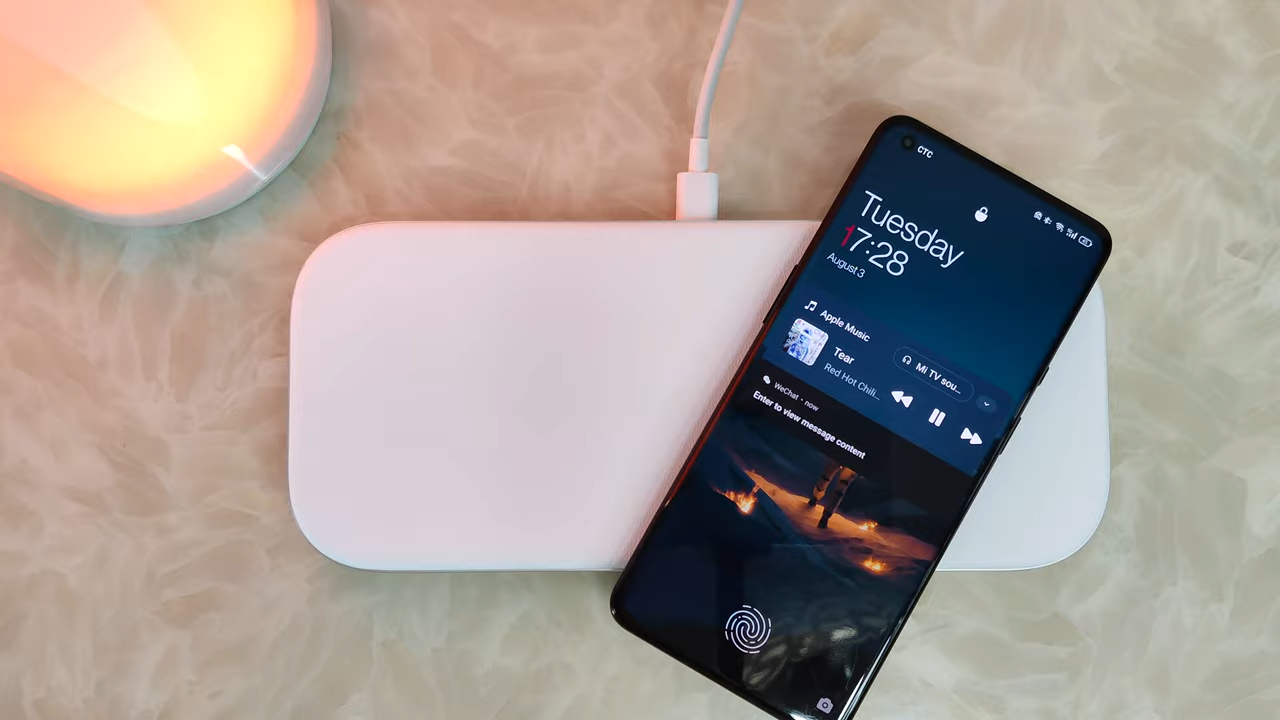 CTC
Tuesday
17:28
August 3
Apple Music
Tear
Red Hot Chili...
Mi TV sou...
WeChat • now
Enter to view message content